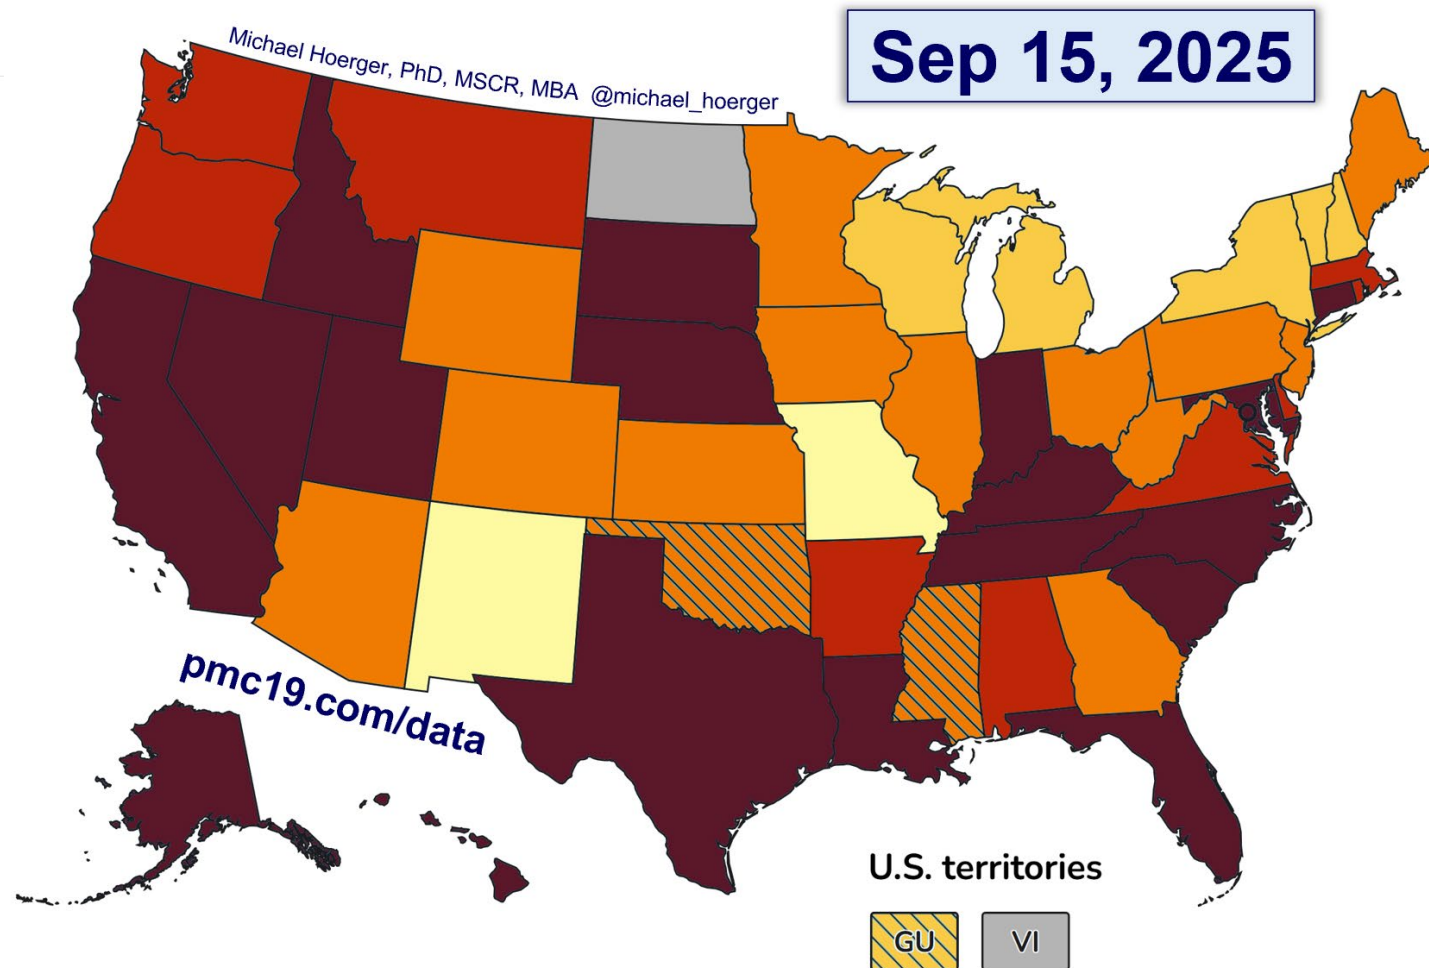 Michael Hoerger, PhD, MSCR, MBA @michael_hoerger
Sep 15, 2025
pmc19.com/data
U.S. territories
GU
VI